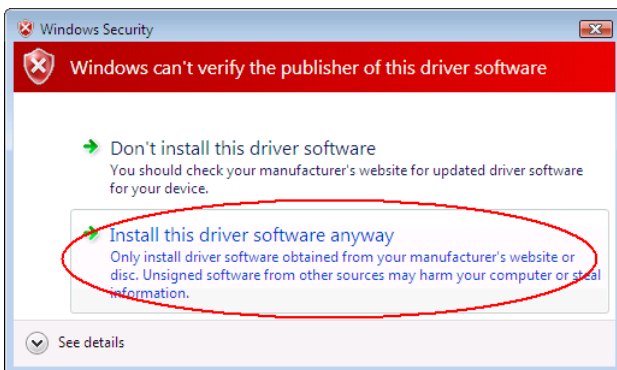 Windows Security
Windows can't verify the publisher of this driver software
Don't install this driver software
You should check your manufacturer's website for updated driver software
for your device.
Install this driver software anyway
Only install driver software obtained from your manufacturer's website or
disc. Unsigned software from other sources may harm your computer or steal
information.
See details